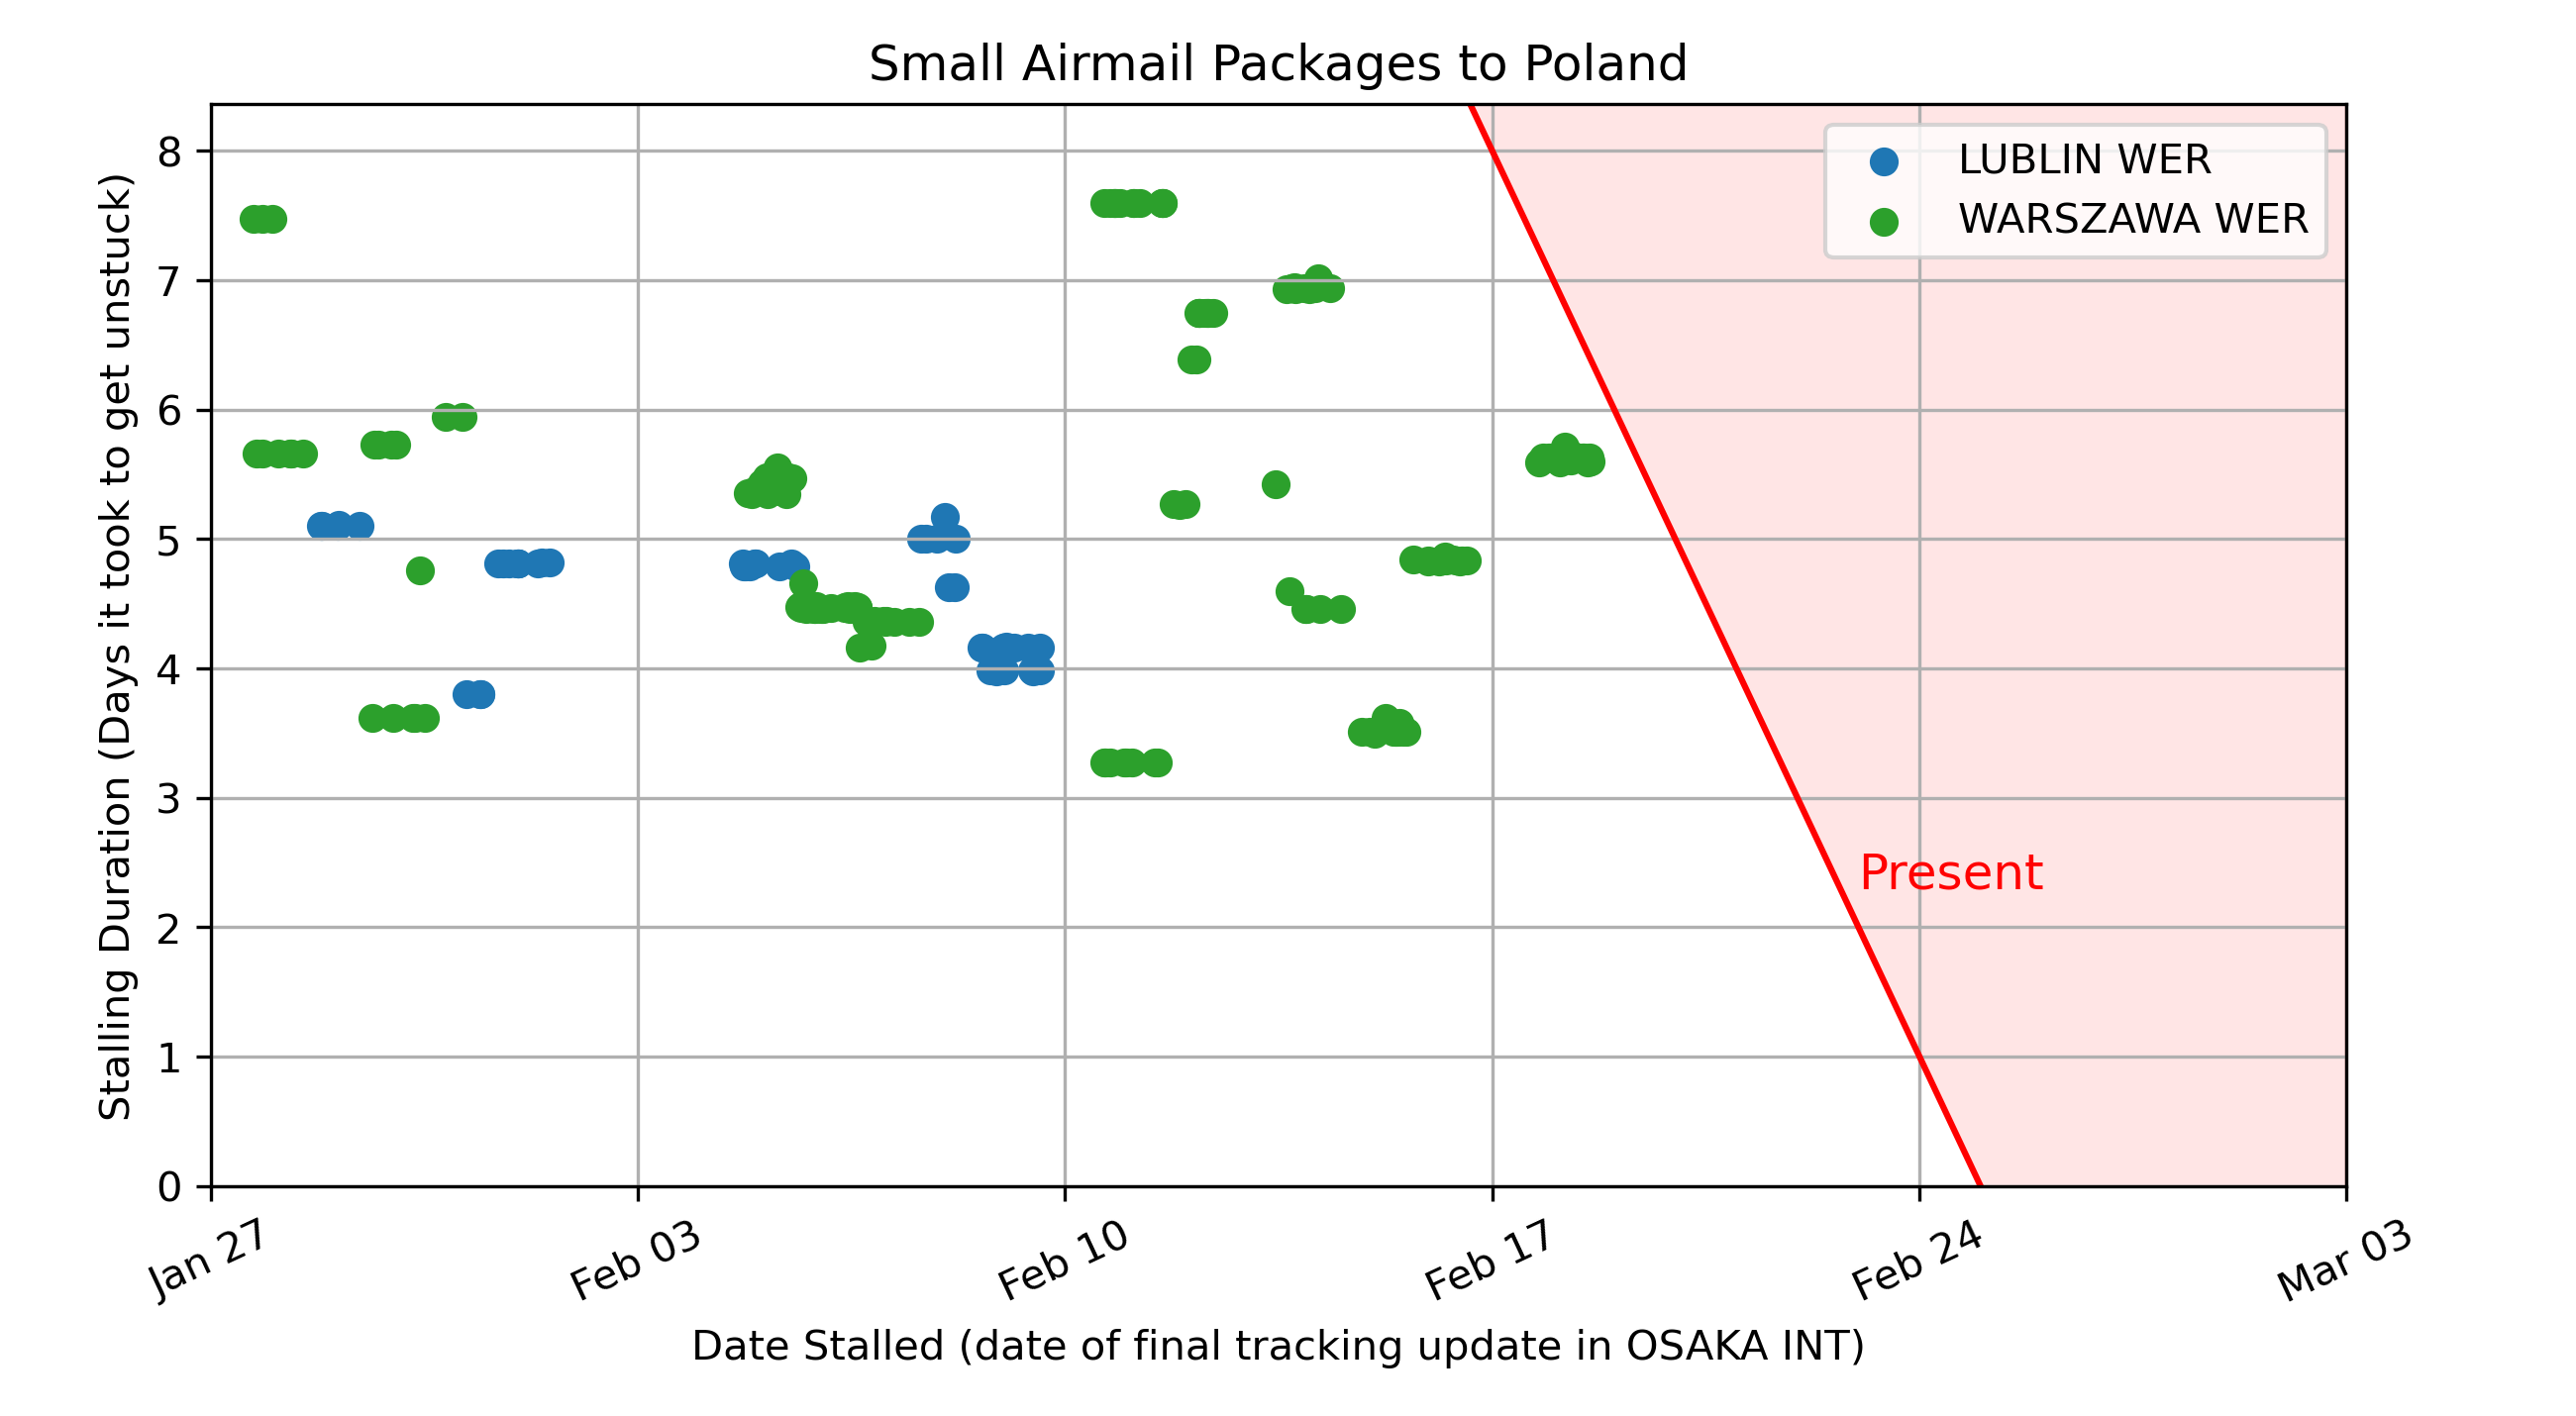 Small Airmail Packages to Poland
Stalling Duration (Days it took to get unstuck)
8
7
6
5
4
3
2
1
0
LUBLIN WER
WARSZAWA WER
Present
Jan 27
Feb 03
Feb 10
Feb 17
Feb 24
Mar 03
Date Stalled (date of final tracking update in OSAKA INT)